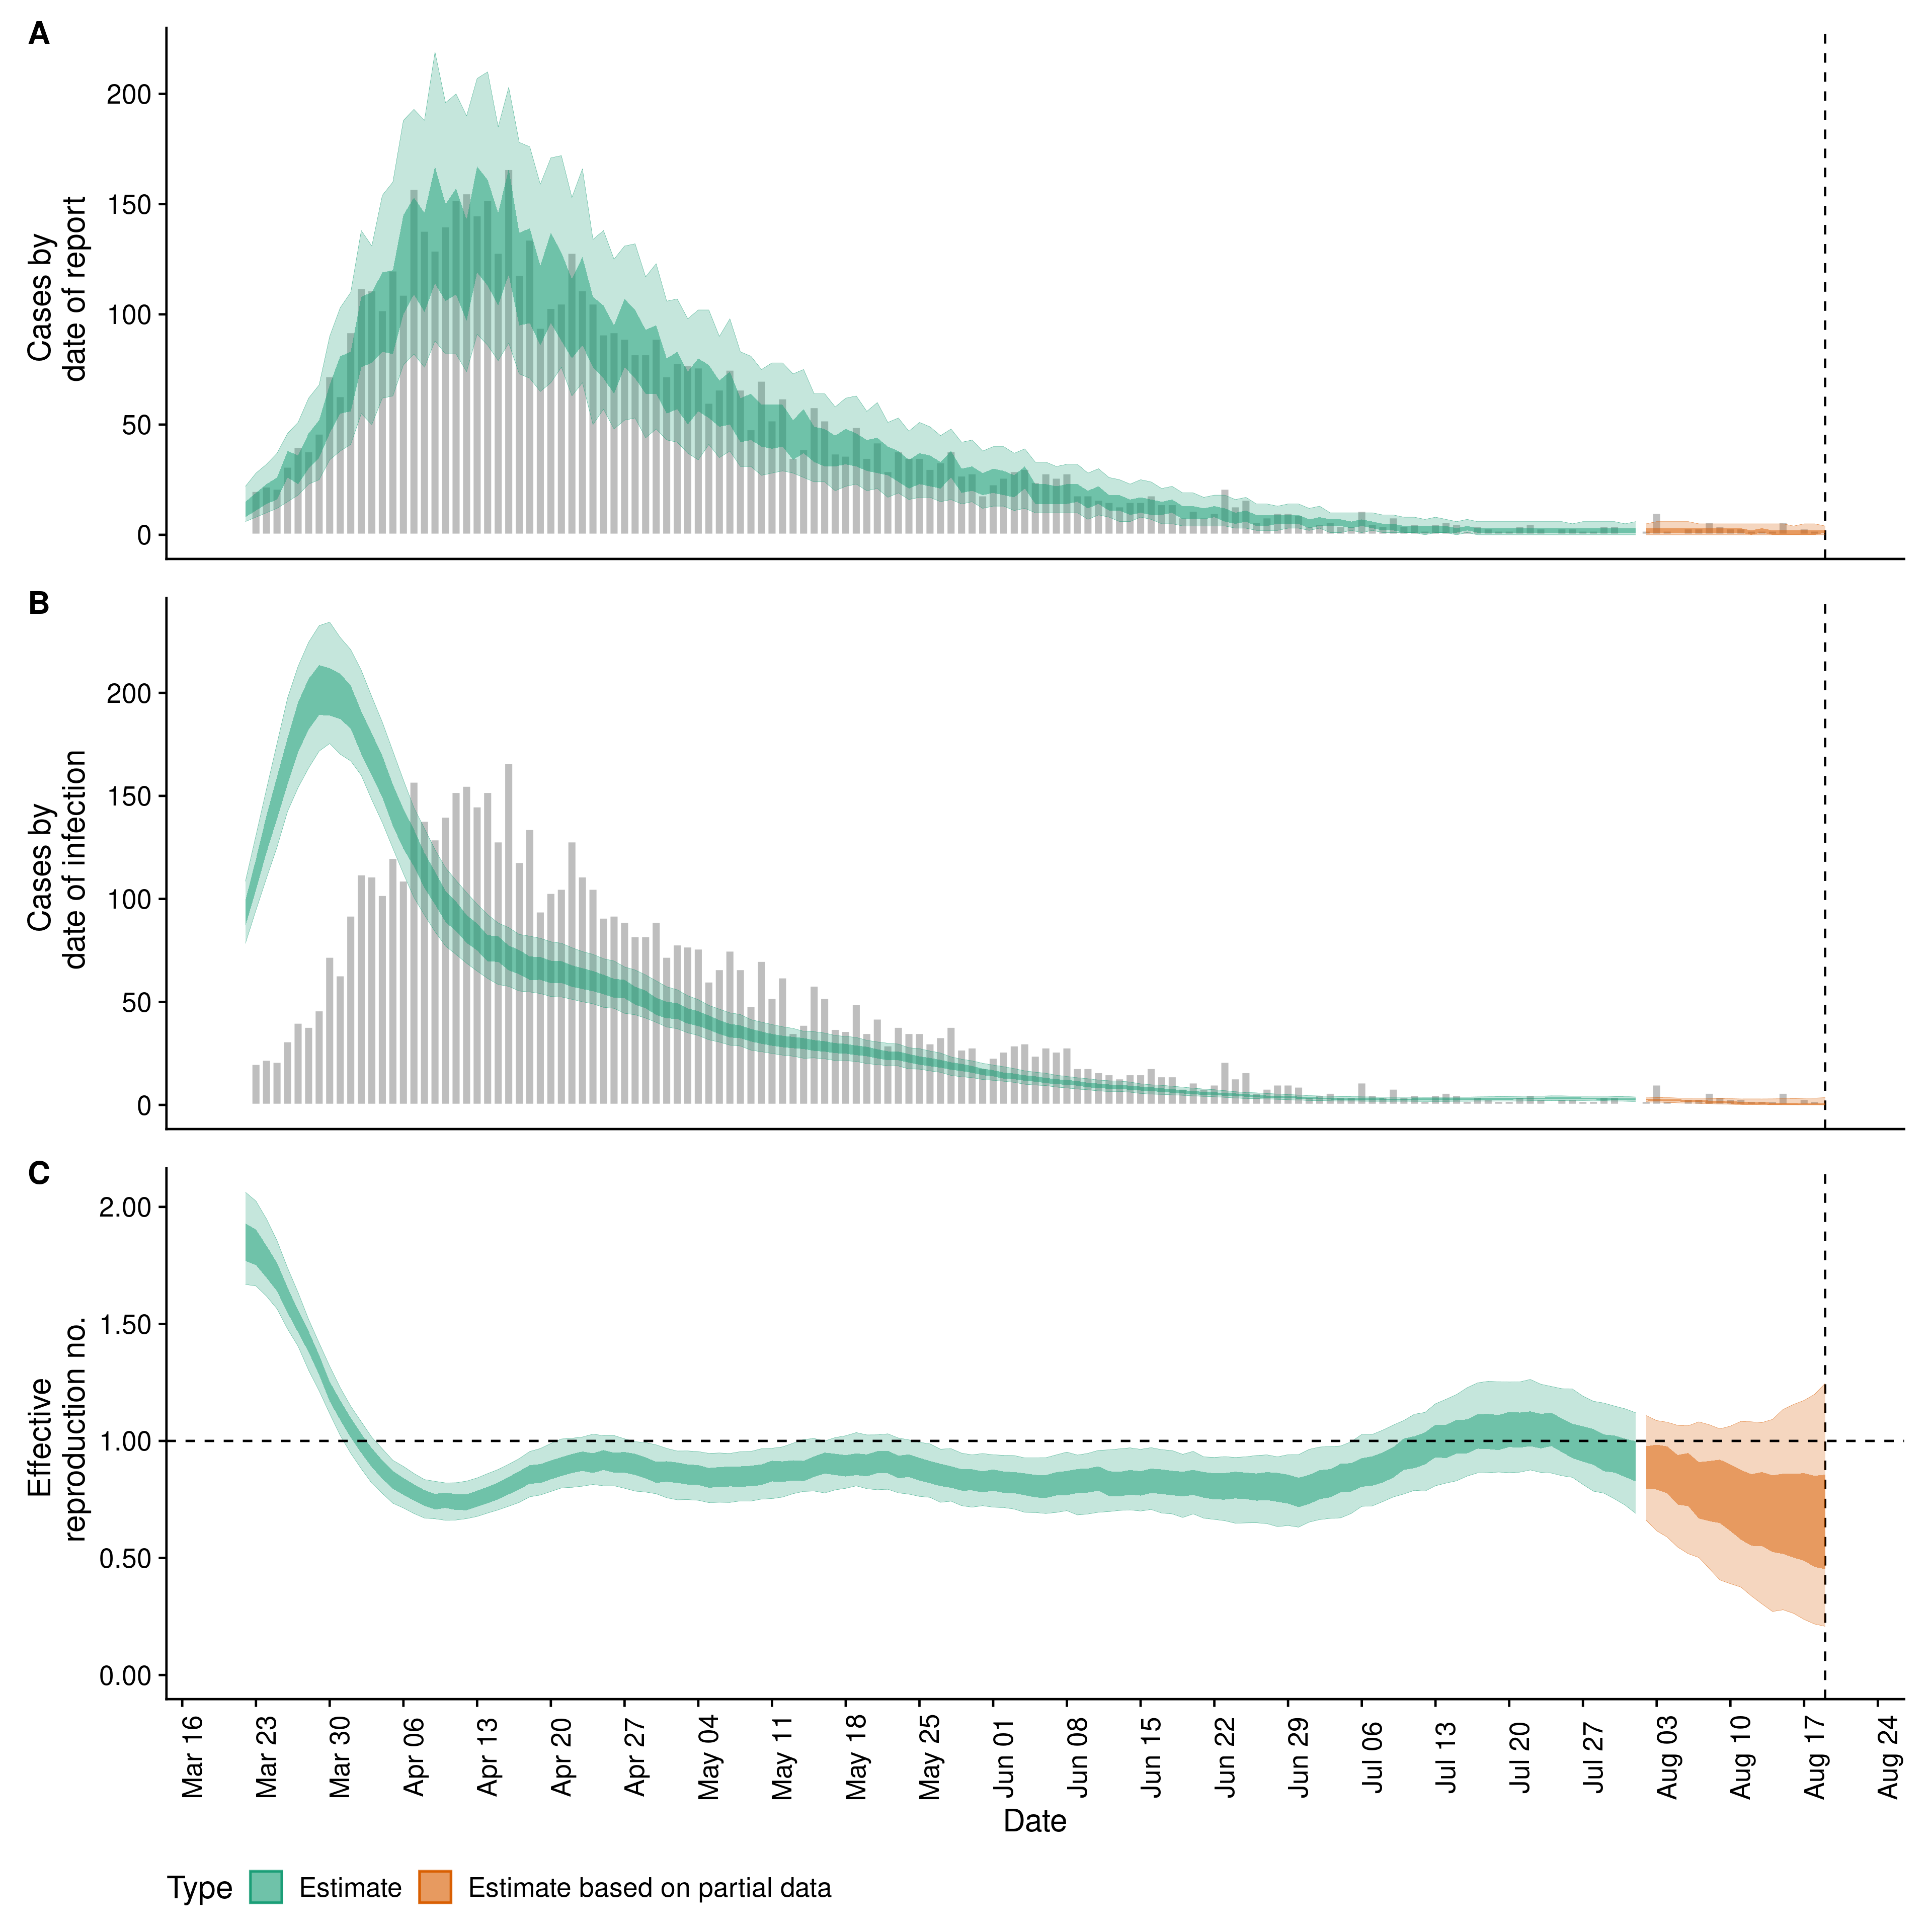 A
Cases by
date of report
200
150
100
50
0
B
Cases by
date of infection
200
150
100
50
0
C
Effective
reproduction no.
2.00
1.50
1.00
0.50
0.00
Mar 16
Mar 23
Mar 30
Apr 06
Apr 13
Apr 20
Apr 27
May 04
May 11
May 18
May 25
Jun 01
Jun 08
Jun 15
Jun 22
Jun 29
Jul 06
Jul 13
Jul 20
Jul 27
Aug 03
Aug 10
Aug 17
Aug 24
Date
Type Estimate Estimate based on partial data